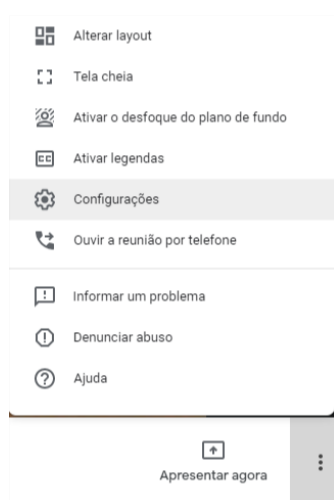 Alterar layout
Tela cheia
Ativar o desfoque do plano de fundo
CC Ativar legendas
Configurações
Ouvir a reunião por telefone
Informar um problema
Denunciar abuso
Ajuda
Apresentar agora